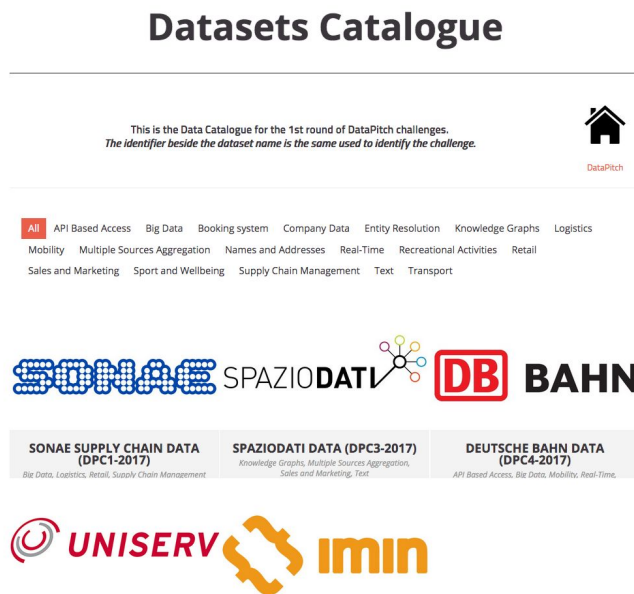 Datasets Catalogue
This is the Data Catalogue for the 1st round of DataPitch challenges.
The identifier beside the dataset name is the same used to identify the challenge.
DataPitch
All API Based Access Big Data Booking system Company Data Entity Resolution Knowledge Graphs Logistics
Mobility Multiple Sources Aggregation Names and Addresses Real-Time Recreational Activities Retail
Sales and Marketing Sport and Wellbeing Supply Chain Management Text Transport
SONAE SPAZIODATI DB BAHN
SONAE SUPPLY CHAIN DATA
(DPC1-2017)
Big Data, Logistics, Retail, Supply Chain Management
SPAZIODATI DATA (DPC3-2017)
Knowledge Graphs, Multiple Sources Aggregation,
Sales and Marketing, Text
DEUTSCHE BAHN DATA
(DPC4-2017)
API Based Access, Big Data, Mobility, Real-Time,
UNISERV imin